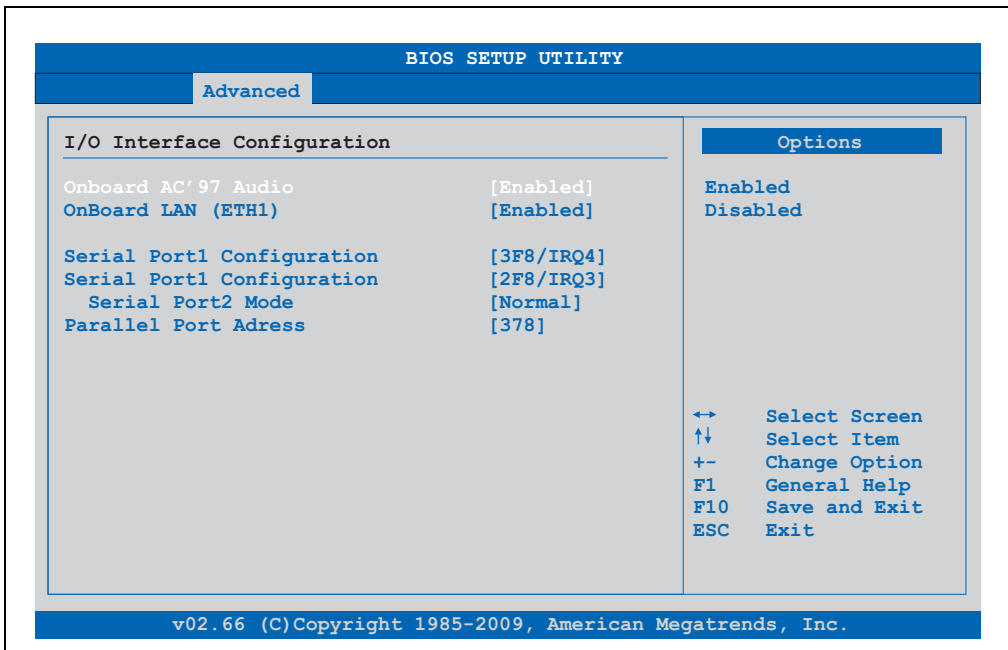 BIOS SETUP UTILITY
Advanced
I/O Interface Configuration
Onboard AC'97 Audio [Enabled]
OnBoard LAN (ETH1) [Enabled]
Serial Port1 Configuration [3F8/IRQ4]
Serial Port1 Configuration [2F8/IRQ3]
Serial Port2 Mode [Normal]
Parallel Port Adress [378]
Options
Enabled
Disabled
↔ Select Screen
↑↓ Select Item
+- Change Option
F1 General Help
F10 Save and Exit
ESC Exit
v02.66 (C)Copyright 1985-2009, American Megatrends, Inc.